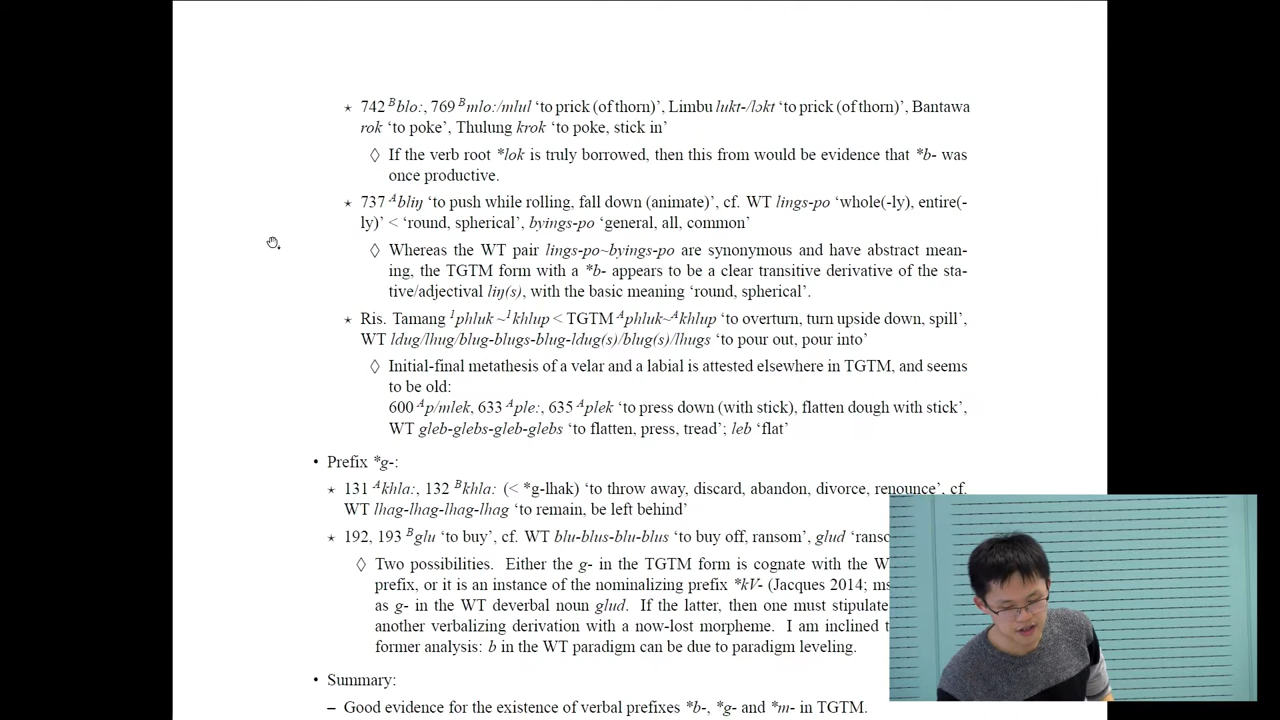 ⋆ 742 ᴮblo:, 769 ᴮmlo:/mlul ‘to prick (of thorn)’, Limbu lukt-/lɔkt ‘to prick (of thorn)’, Bantawa
rok ‘to poke’, Thulung krok ‘to poke, stick in’
◊ If the verb root *lok is truly borrowed, then this from would be evidence that *b- was
once productive.
⋆ 737 ᴬbliŋ ‘to push while rolling, fall down (animate)’, cf. WT lings-po ‘whole(-ly), entire(-
ly)’ < ‘round, spherical’, byings-po ‘general, all, common’
◊ Whereas the WT pair lings-po~byings-po are synonymous and have abstract mean-
ing, the TGTM form with a *b- appears to be a clear transitive derivative of the sta-
tive/adjectival liŋ(s), with the basic meaning ‘round, spherical’.
⋆ Ris. Tamang ¹phluk ~¹khlup < TGTM ᴬphluk~ᴬkhlup ‘to overturn, turn upside down, spill’,
WT ldug/lhug/blug-blugs-blug-ldug(s)/blug(s)/lhugs ‘to pour out, pour into’
◊ Initial-final metathesis of a velar and a labial is attested elsewhere in TGTM, and seems
to be old:
600 ᴬp/mlek, 633 ᴬple:, 635 ᴬplek ‘to press down (with stick), flatten dough with stick’,
WT gleb-glebs-gleb-glebs ‘to flatten, press, tread’; leb ‘flat’
• Prefix *g-:
⋆ 131 ᴬkhla:, 132 ᴮkhla: (< *g-lhak) ‘to throw away, discard, abandon, divorce, renounce’, cf.
WT lhag-lhag-lhag-lhag ‘to remain, be left behind’
⋆ 192, 193 ᴮglu ‘to buy’, cf. WT blu-blus-blu-blus ‘to buy off, ransom’, glud
◊ Two possibilities. Either the g- in the TGTM form is cognate with the
prefix, or it is an instance of the nominalizing prefix *kV- (Jacques 2014;
as g- in the WT deverbal noun glud. If the latter, then one must stipulate
another verbalizing derivation with a now-lost morpheme. I am inclined
former analysis: b in the WT paradigm can be due to paradigm leveling.
• Summary:
– Good evidence for the existence of verbal prefixes *b-, *g- and *m- in TGTM.